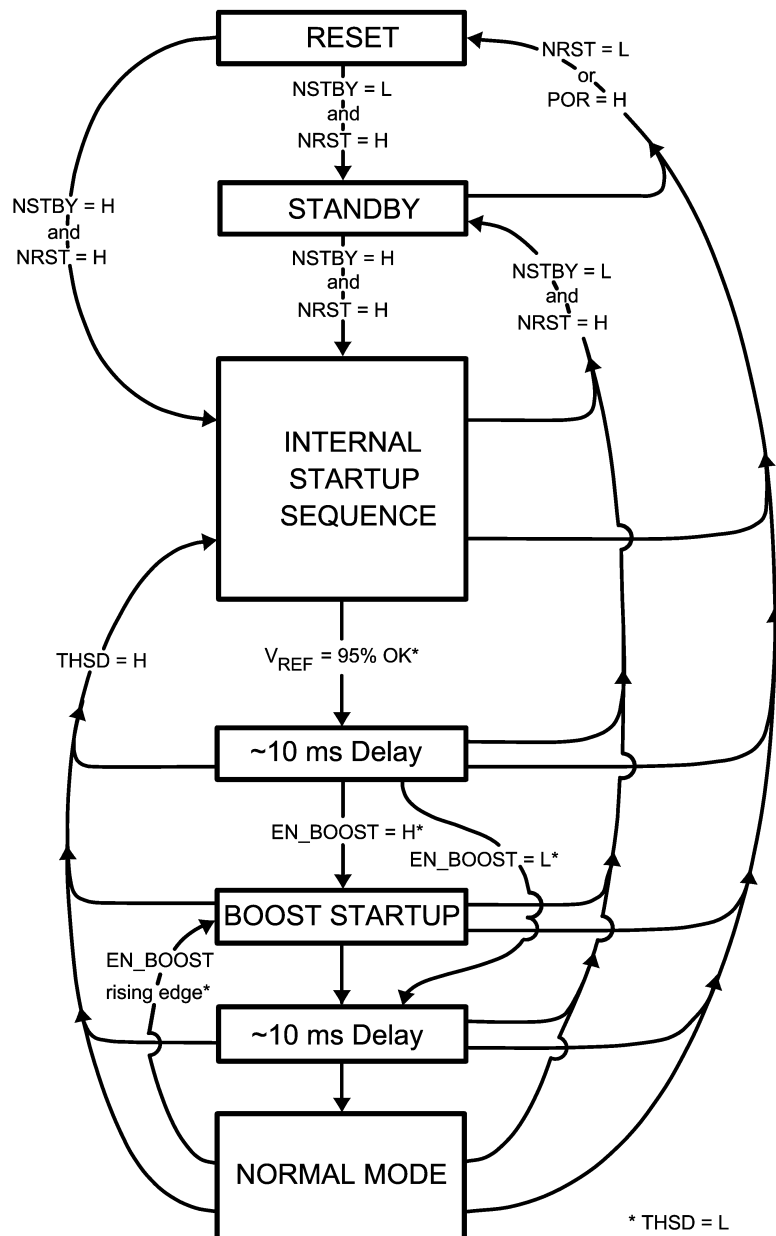 RESET
NRST = L
or
POR = H
NSTBY = L
and
NRST = H
STANDBY
NSTBY = H
and
NRST = H
NSTBY = H
and
NRST = H
NSTBY = L
and
NRST = H
INTERNAL
STARTUP
SEQUENCE
THSD = H
VREF = 95% OK*
~10 ms Delay
EN_BOOST = H*
EN_BOOST = L*
BOOST STARTUP
EN_BOOST
rising edge*
~10 ms Delay
NORMAL MODE
* THSD = L